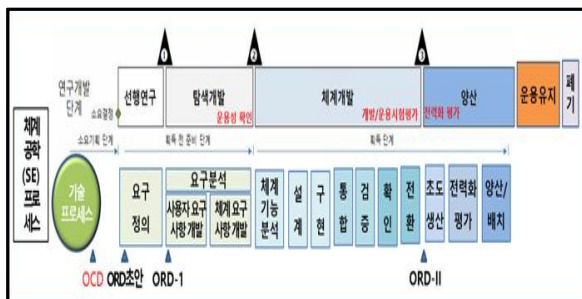 ❶ ❷ ❸
연구개발
단계
선행연구 탐색개발 체계개발 양산 운용유지 폐기
소요결정 운용성 확인 개발/운용시험평가 전력화 평가
소요기획 단계 획득 전 준비 단계 획득 단계
체계
공학
(SE)프로
세스
기술
프로세스
요구
정의
요구분석
사용자 요구
사항 개발
체계 요구
사항 개발
체계
기능
분석
설계
구현
통합
검증
확인
전환
초도
생산
전력화
평가
양산/
배치
OCD ORD초안 ORD-1 ORD-II